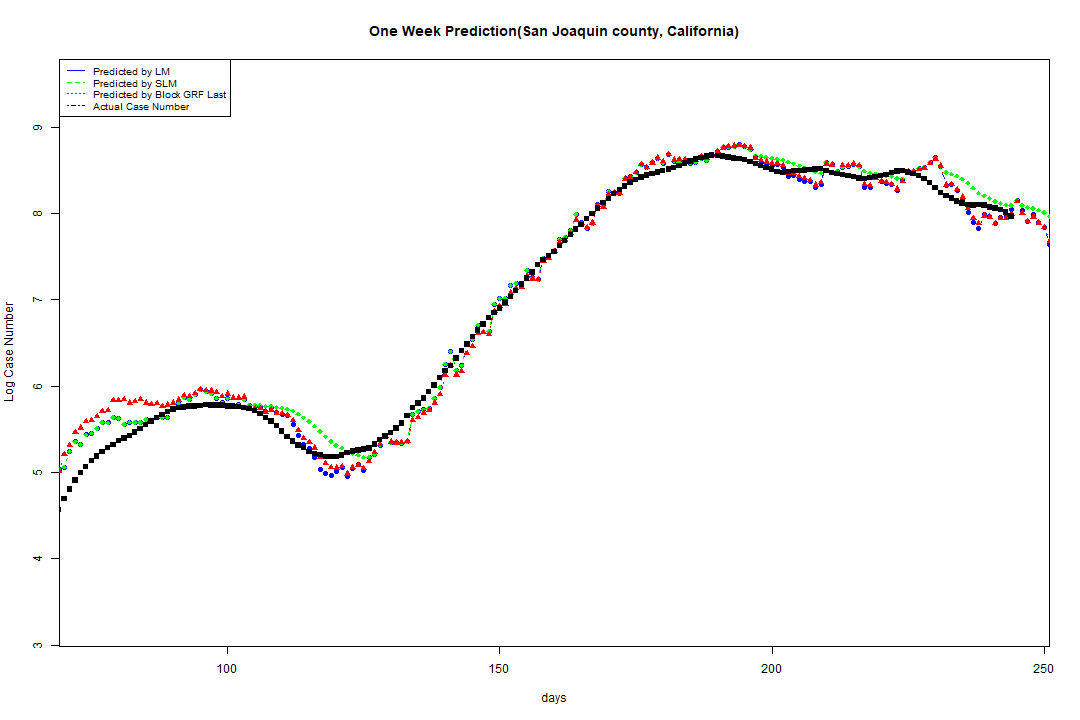 One Week Prediction(San Joaquin county, California)
Predicted by LM
Predicted by SLM
Predicted by Block GRF Last
Actual Case Number
9
8
7
6
5
4
3
Log Case Number
100 150 200 250
days